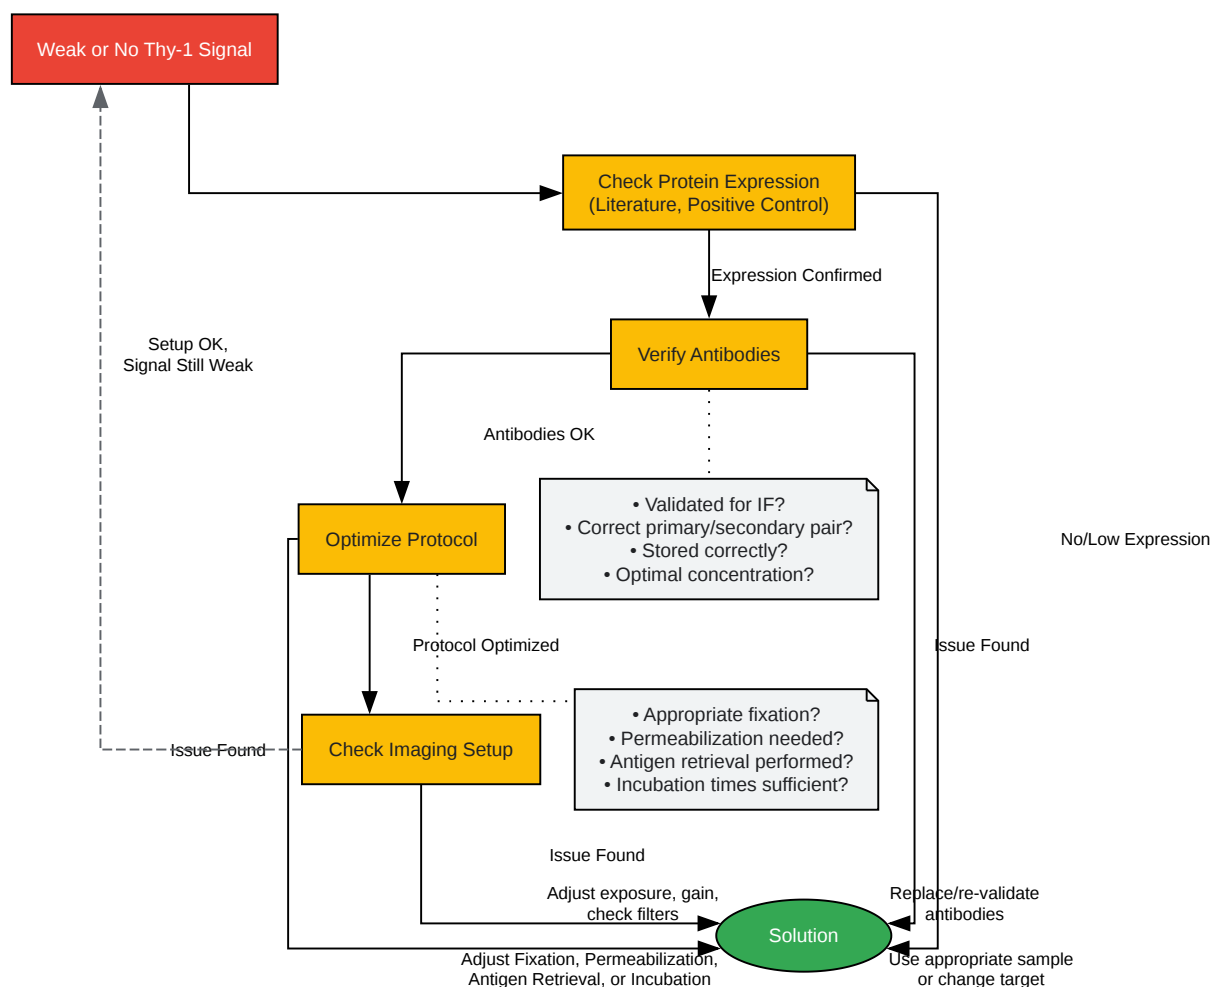 Weak or No Thy-1 Signal
Check Protein Expression
(Literature, Positive Control)
Expression Confirmed
Setup OK,
Signal Still Weak
Verify Antibodies
Antibodies OK
• Validated for IF?
• Correct primary/secondary pair?
• Stored correctly?
• Optimal concentration?
Optimize Protocol
No/Low Expression
Protocol Optimized
Issue Found
• Appropriate fixation?
• Permeabilization needed?
• Antigen retrieval performed?
• Incubation times sufficient?
Issue Found
Check Imaging Setup
Issue Found
Adjust exposure, gain,
check filters
Replace/re-validate
antibodies
Solution
Adjust Fixation, Permeabilization,
Antigen Retrieval, or Incubation
Use appropriate sample
or change target